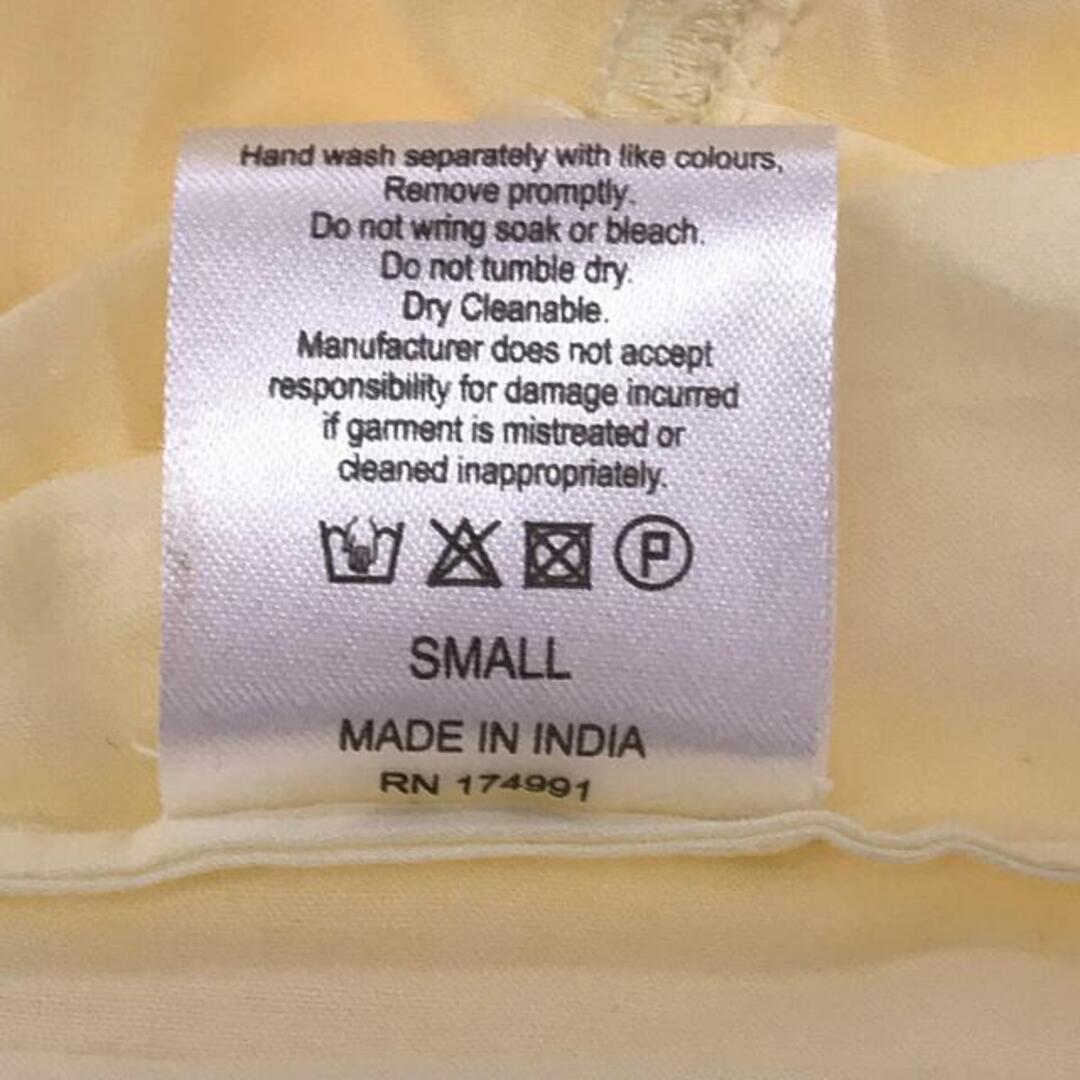 Hand wash separately with like colours,
Remove promptly.
Do not wring soak or bleach.
Do not tumble dry.
Dry Cleanable.
Manufacturer does not accept
responsibility for damage incurred
if garment is mistreated or
cleaned inappropriately.
P
SMALL
MADE IN INDIA
RN 174991